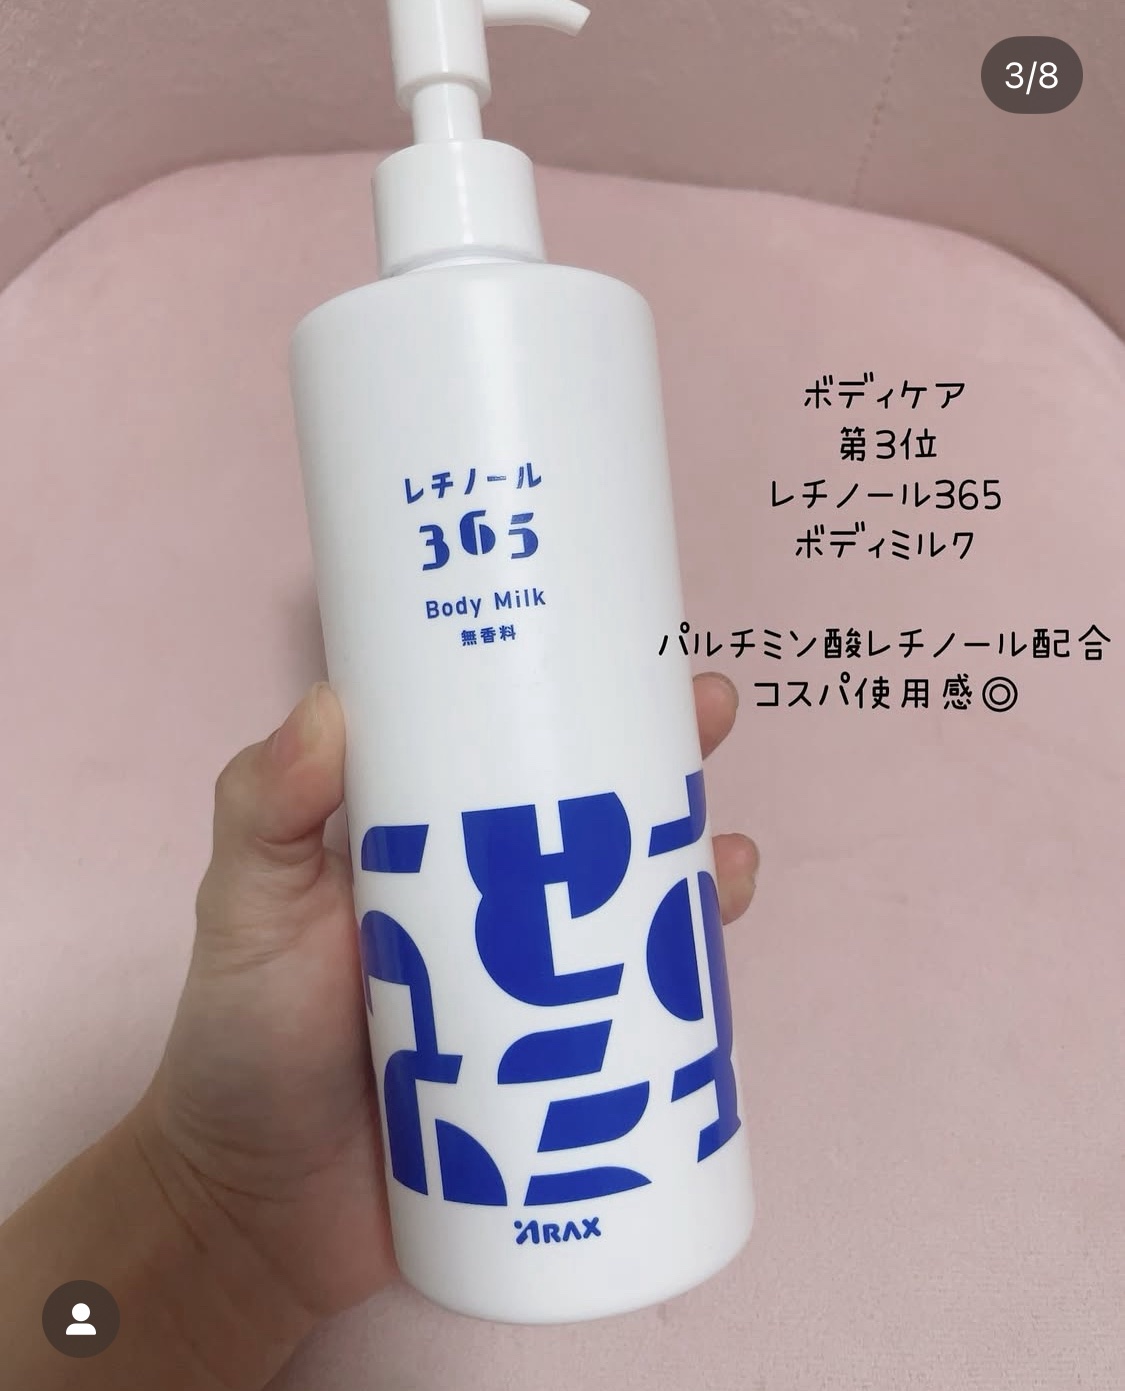 3/8
レチノール
365
Body Milk
無香料
ARAX
ボディケア
第3位
レチノール365
ボディミルク
パルチミン酸レチノール配合
コスパ使用感◎